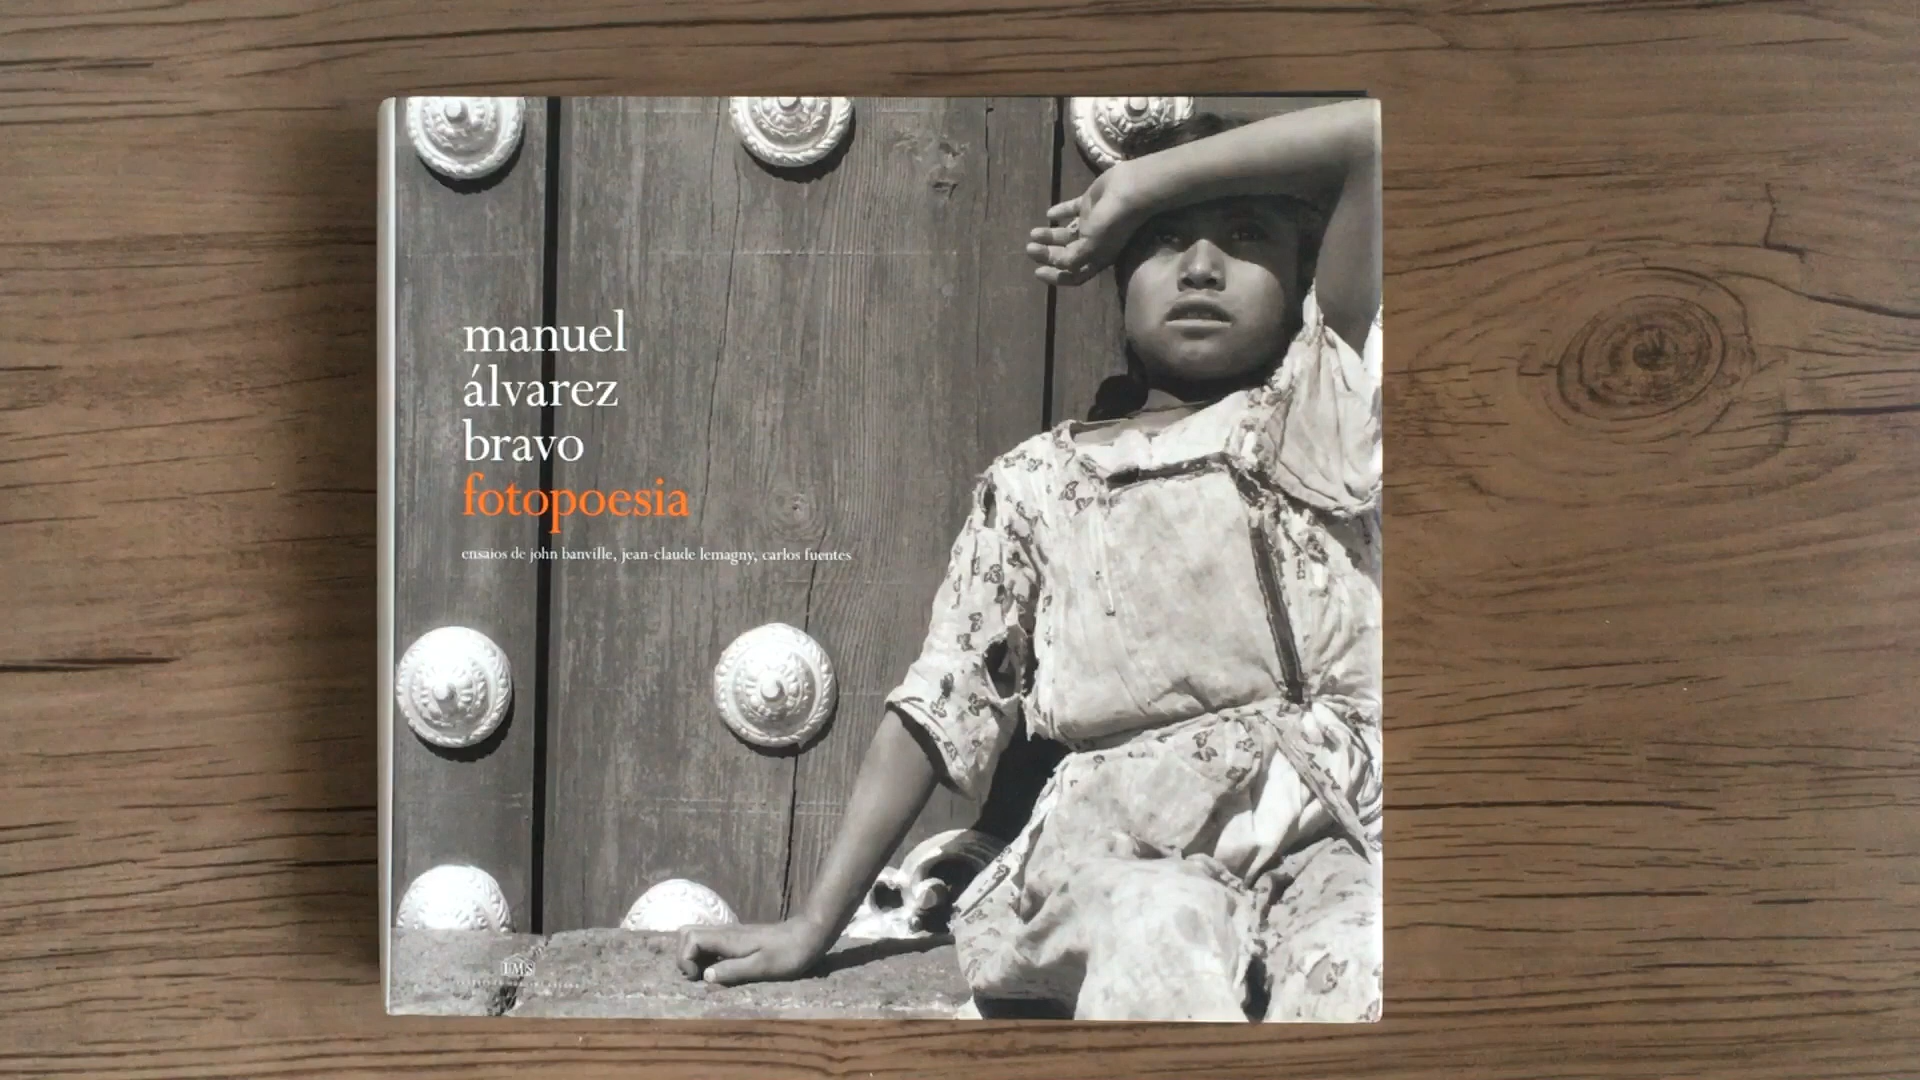 manuel
álvarez
bravo
fotopoesia
ensaios de john banville, jean-claude lemagny, carlos fuentes
IMS